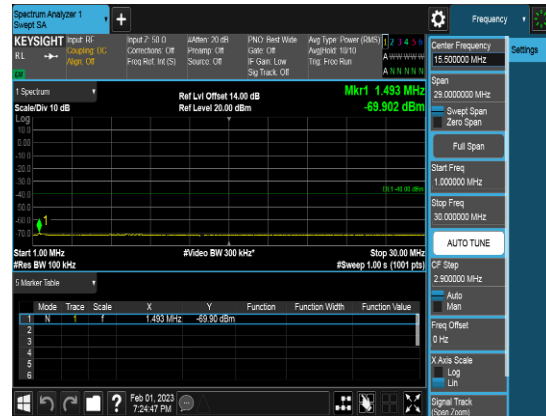 Spectrum Analyzer 1
Swept SA
+
Frequency
KEYSIGHT
RL
Input: RF
Coupling: DC
Align: Off
Input Z: 50 Ω
Corrections: Off
Freq Ref: Int (S)
#Atten: 20 dB
Preamp: Off
Source: Off
PNO: Best Wide
Gate: Off
IF Gain: Low
Sig Track: Off
Avg Type: Power (RMS)
Avg|Hold: 10/10
Trig: Free Run
1 2 3 4 5 6
A W W W W W
A N N N N N
1 Spectrum
Scale/Div 10 dB
Ref Lvl Offset 14.00 dB
Ref Level 20.00 dBm
Mkr1 1.493 MHz
-69.902 dBm
Log
10.0
0.00
-10.0
-20.0
-30.0
-40.0
-50.0
-60.0
-70.0
1
DL1 -40.00 dBm
Start 1.00 MHz
#Res BW 100 kHz
#Video BW 300 kHz*
Stop 30.00 MHz
#Sweep 1.00 s (1001 pts)
5 Marker Table
Mode Trace Scale X Y Function Function Width Function Value
1 N 1 f 1.493 MHz -69.90 dBm
2
3
4
5
6
Feb 01, 2023
7:24:47 PM
Center Frequency
15.500000 MHz
Settings
Span
29.0000000 MHz
Swept Span
Zero Span
Full Span
Start Freq
1.000000 MHz
Stop Freq
30.000000 MHz
AUTO TUNE
CF Step
2.900000 MHz
Auto
Man
Freq Offset
0 Hz
X Axis Scale
Log
Lin
Signal Track
(Span Zoom)